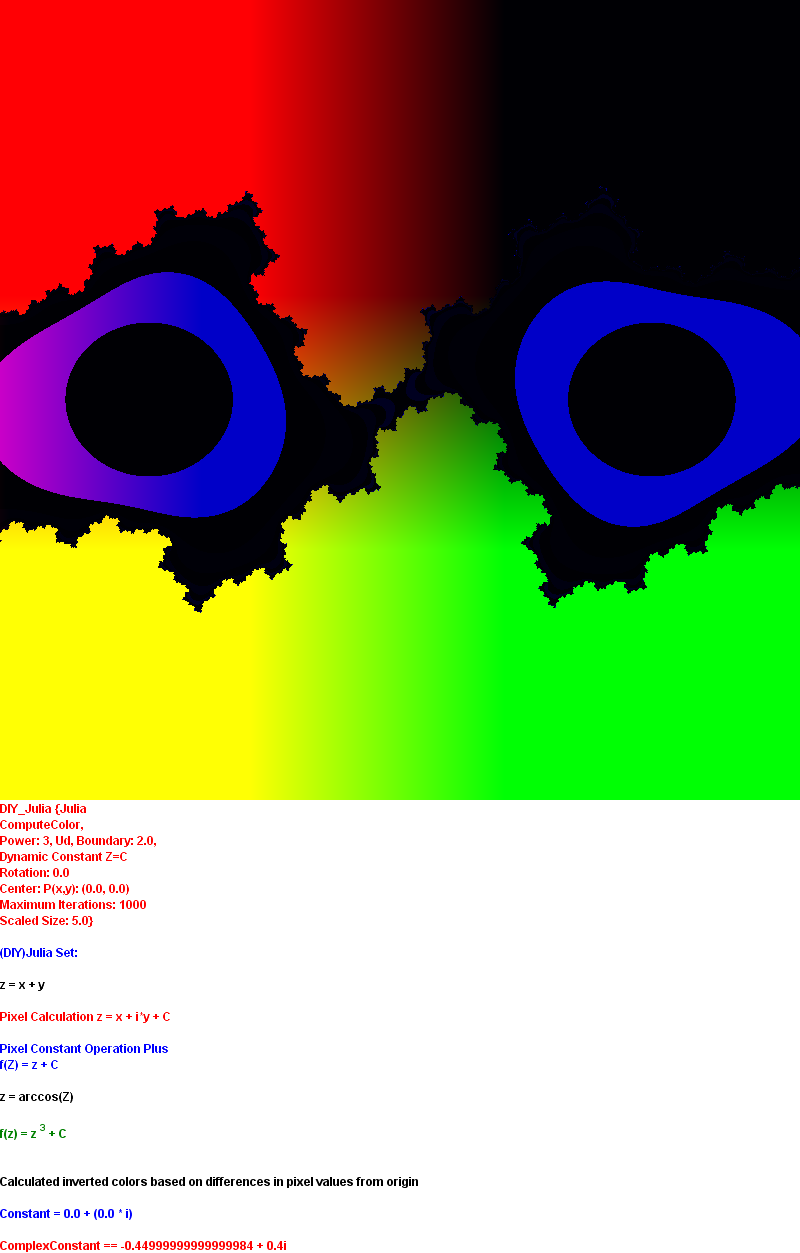 DIY_Julia {Julia
ComputeColor,
Power: 3, Ud, Boundary: 2.0,
Dynamic Constant Z=C
Rotation: 0.0
Center: P(x,y): (0.0, 0.0)
Maximum Iterations: 1000
Scaled Size: 5.0}
(DIY)Julia Set:
z = x + y
Pixel Calculation z = x + i*y + C
Pixel Constant Operation Plus
f(Z) = z + C
z = arccos(Z)
f(z) = z ³ + C
Calculated inverted colors based on differences in pixel values from origin
Constant = 0.0 + (0.0 * i)
ComplexConstant == -0.44999999999999984 + 0.4i